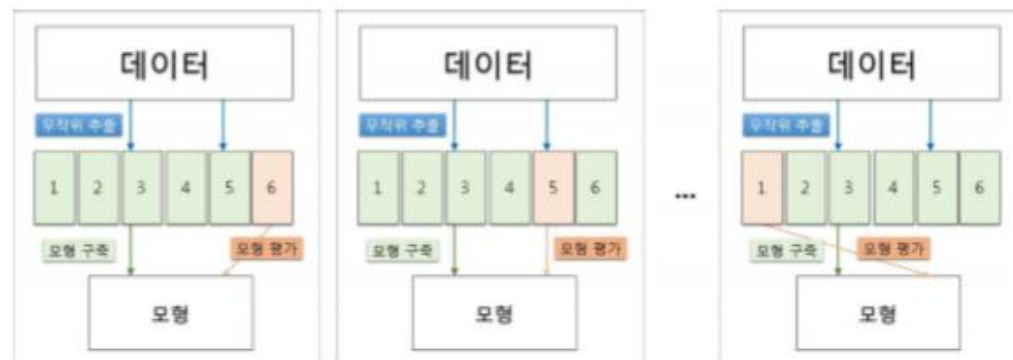 데이터
무작위 추출
1 2 3 4 5 6
모형 구축
모형 평가
모형
데이터
무작위 추출
1 2 3 4 5 6
모형 구축
모형 평가
모형
...
데이터
무작위 추출
1 2 3 4 5 6
모형 구축
모형 평가
모형